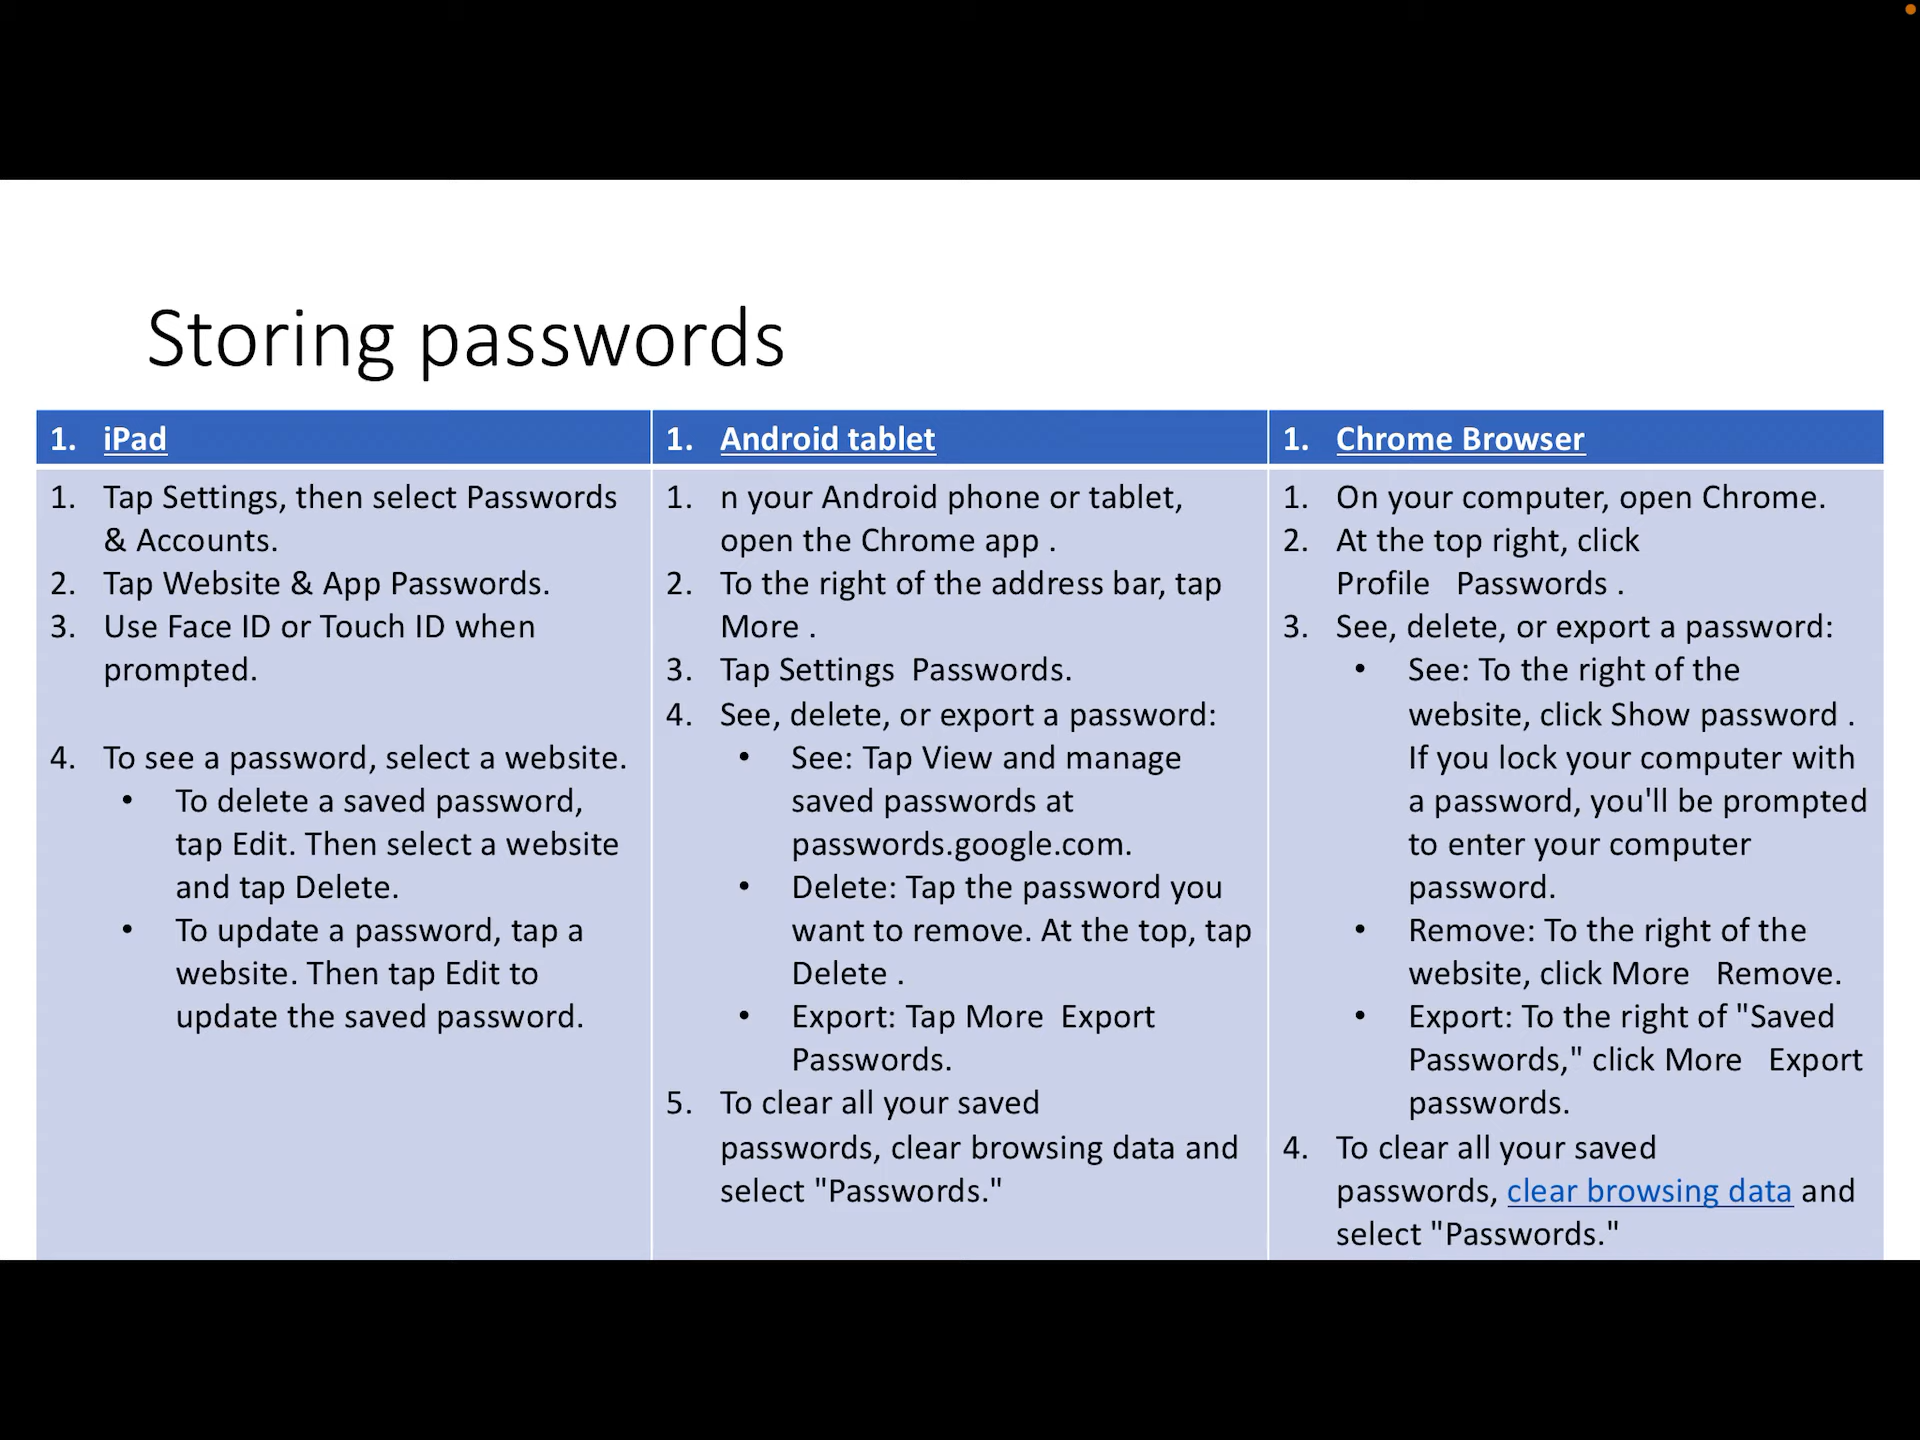 Storing passwords
1. iPad
1. Tap Settings, then select Passwords
& Accounts.
2. Tap Website & App Passwords.
3. Use Face ID or Touch ID when
prompted.
4. To see a password, select a website.
• To delete a saved password,
tap Edit. Then select a website
and tap Delete.
• To update a password, tap a
website. Then tap Edit to
update the saved password.
1. Android tablet
1. n your Android phone or tablet,
open the Chrome app .
2. To the right of the address bar, tap
More .
3. Tap Settings  Passwords.
4. See, delete, or export a password:
• See: Tap View and manage
saved passwords at
passwords.google.com.
• Delete: Tap the password you
want to remove. At the top, tap
Delete .
• Export: Tap More  Export
Passwords.
5. To clear all your saved
passwords, clear browsing data and
select "Passwords."
1. Chrome Browser
1. On your computer, open Chrome.
2. At the top right, click
Profile   Passwords .
3. See, delete, or export a password:
• See: To the right of the
website, click Show password .
If you lock your computer with
a password, you'll be prompted
to enter your computer
password.
• Remove: To the right of the
website, click More   Remove.
• Export: To the right of "Saved
Passwords," click More   Export
passwords.
4. To clear all your saved
passwords, clear browsing data and
select "Passwords."